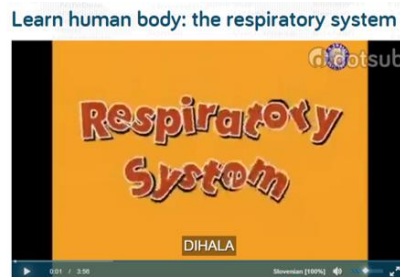 Learn human body: the respiratory system
dotsub
Respiratory
System
DIHALA
0:01 / 3:56
Slovenian [100%]